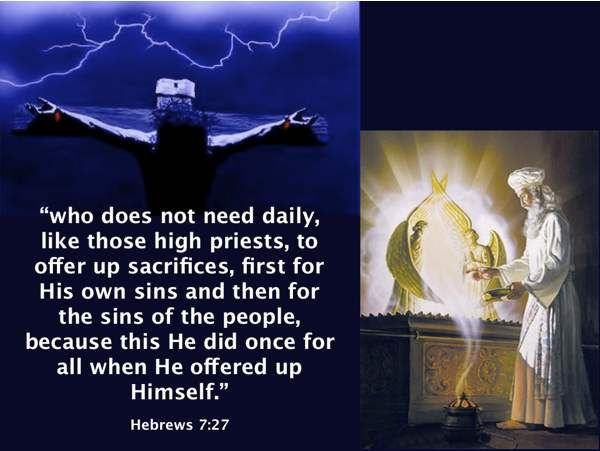 “who does not need daily,
like those high priests, to
offer up sacrifices, first for
His own sins and then for
the sins of the people,
because this He did once for
all when He offered up
Himself.”
Hebrews 7:27